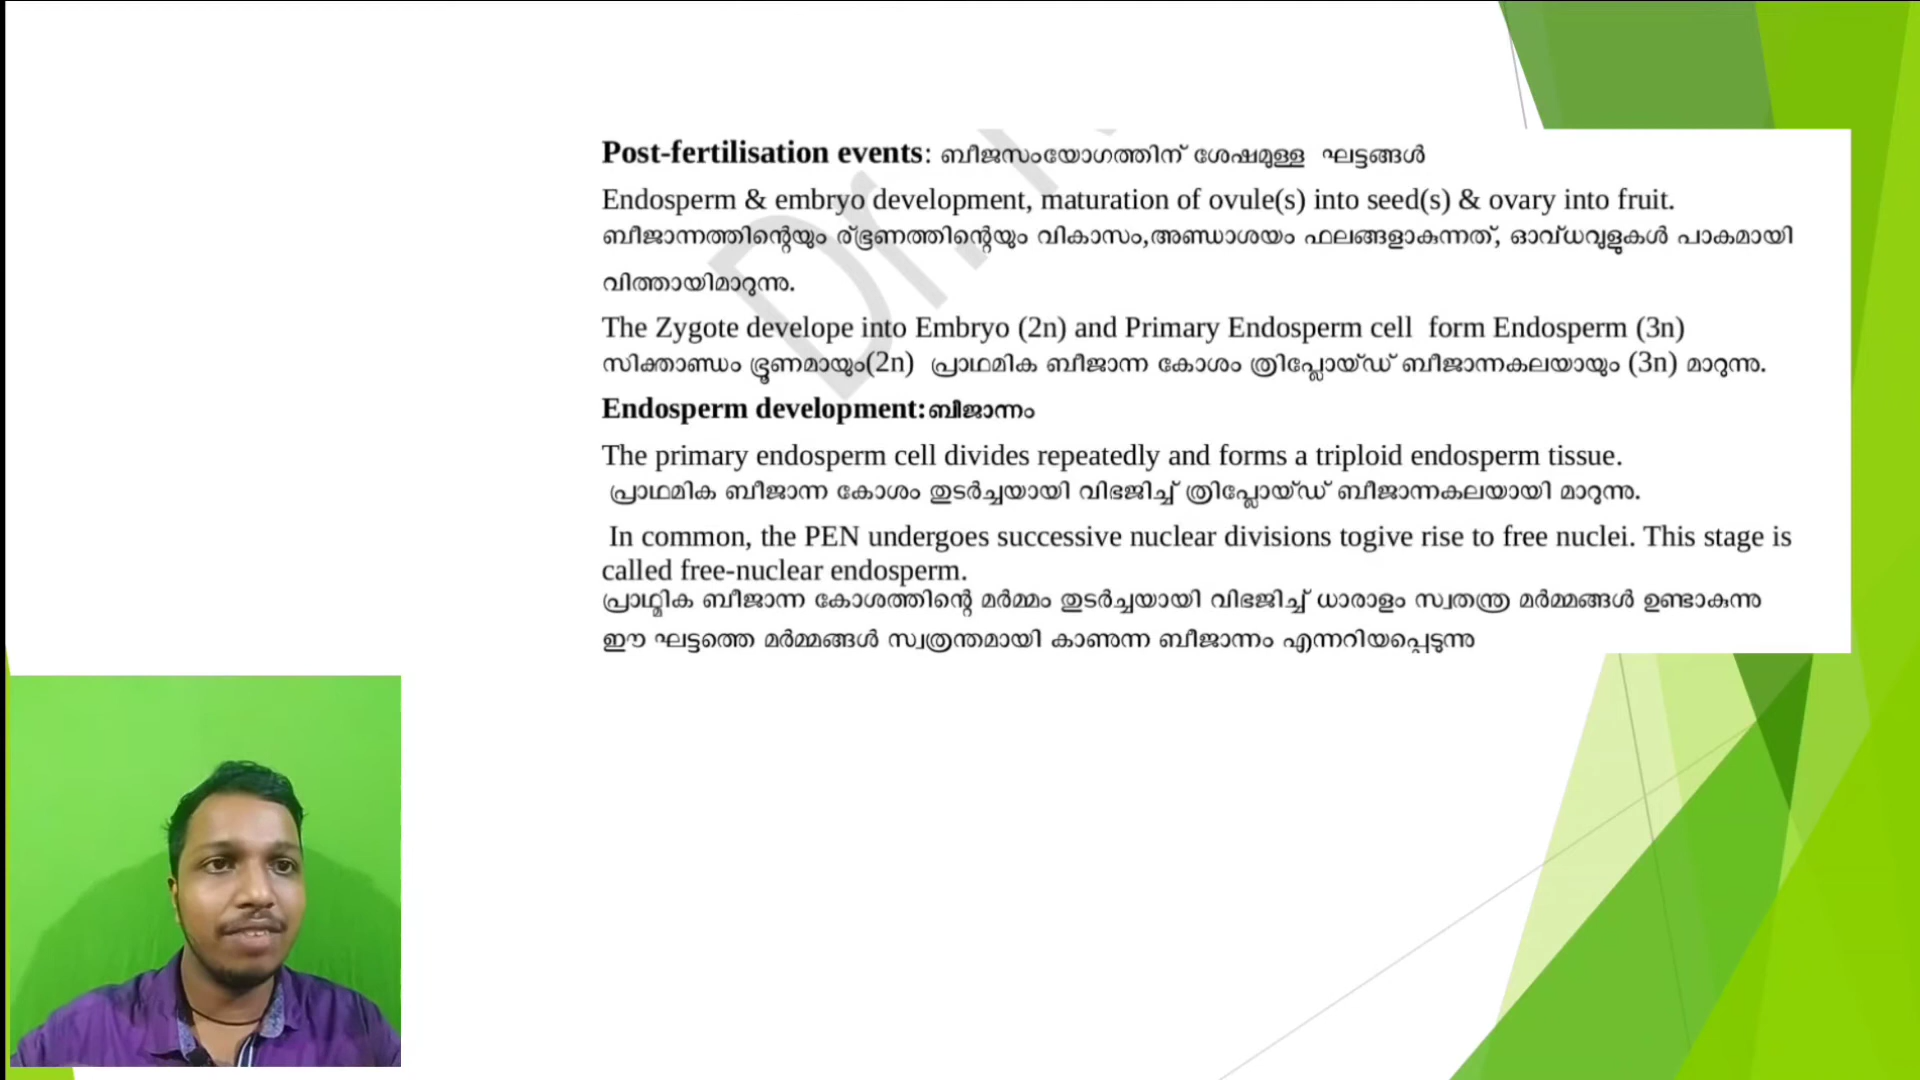 Post-fertilisation events: ബീജസംയോഗത്തിന് ശേഷമുള്ള ഘട്ടങ്ങൾ
Endosperm & embryo development, maturation of ovule(s) into seed(s) & ovary into fruit.
ബീജാന്നത്തിന്റെയും ര്ഭ്രൂണത്തിന്റെയും വികാസം,അണ്ഡാശയം ഫലങ്ങളാകുന്നത്, ഓവ്ധവുളുകൾ പാകമായി
വിത്തായിമാറുന്നു.
The Zygote develope into Embryo (2n) and Primary Endosperm cell form Endosperm (3n)
സിക്താണ്ഡം ഭ്രൂണമായും(2n) പ്രാഥമിക ബീജാന്ന കോശം ത്രിപ്ലോയ്ഡ് ബീജാന്നകലയായും (3n) മാറുന്നു.
Endosperm development:ബീജാന്നം
The primary endosperm cell divides repeatedly and forms a triploid endosperm tissue.
പ്രാഥമിക ബീജാന്ന കോശം തുടർച്ചയായി വിഭജിച്ച് ത്രിപ്ലോയ്ഡ് ബീജാന്നകലയായി മാറുന്നു.
In common, the PEN undergoes successive nuclear divisions togive rise to free nuclei. This stage is
called free-nuclear endosperm.
ബീജാന്ന കോശത്തിന്റെ മർമ്മം തുടർച്ചയായി വിഭജിച്ച് ധാരാളം സ്വതന്ത്ര മർമ്മങ്ങൾ ഉണ്ടാകുന്നു
ഈ ഘട്ടത്തെ മർമ്മങ്ങൾ സ്വത്രന്തമായി കാണുന്ന ബീജാന്നം എന്നറിയപ്പെടുന്നു
Dr.